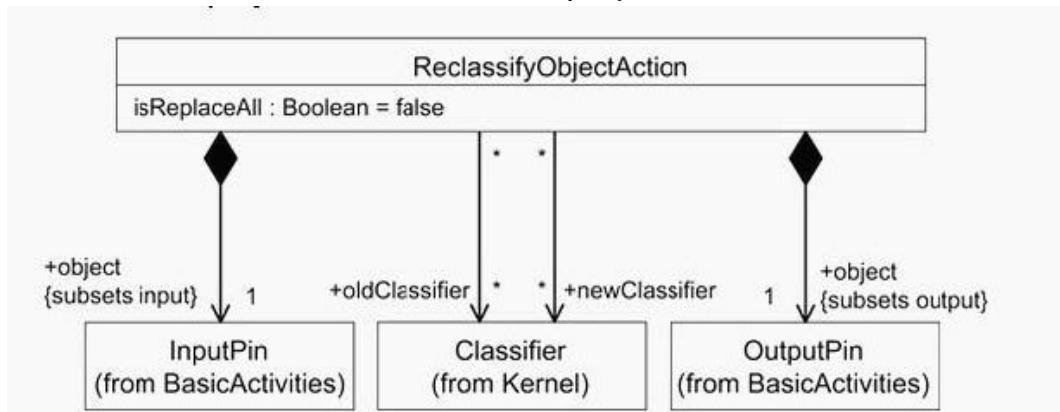 ReclassifyObjectAction
isReplaceAll : Boolean = false
* *
+object
{subsets input} 1
+oldClassifier * * +newClassifier
1 +object
{subsets output}
InputPin
(from BasicActivities)
Classifier
(from Kernel)
OutputPin
(from BasicActivities)